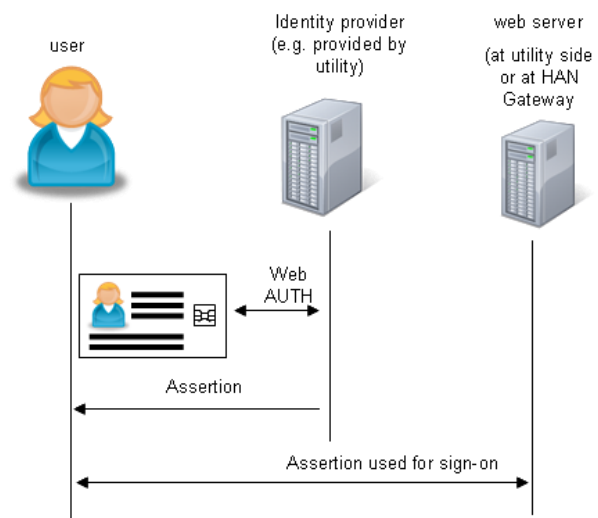 user
Identity provider
(e.g. provided by
utility)
web server
(at utility side
or at HAN
Gateway
Web
AUTH
Assertion
Assertion used for sign-on